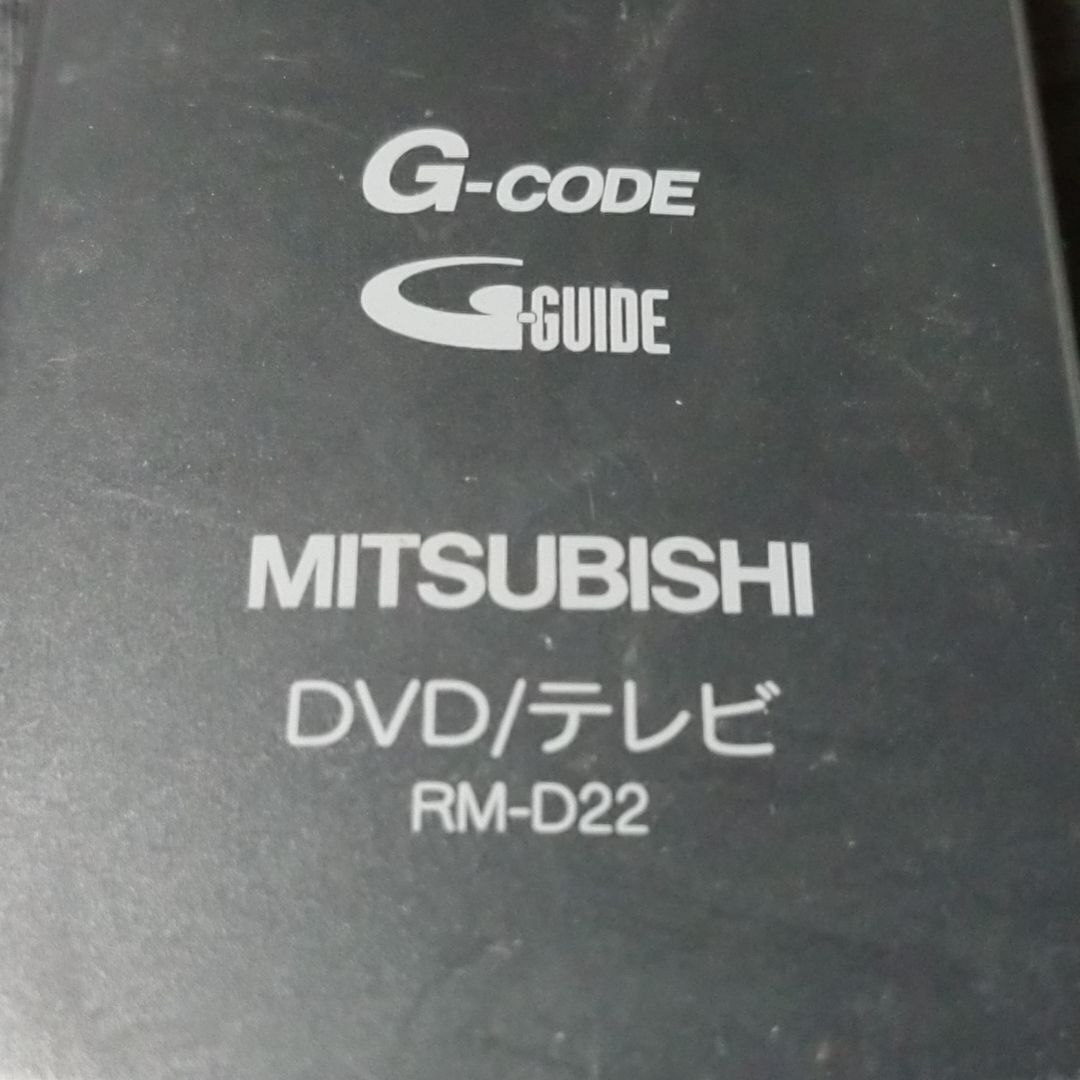 G-CODE
G-GUIDE
MITSUBISHI
DVD/テレビ
RM-D22